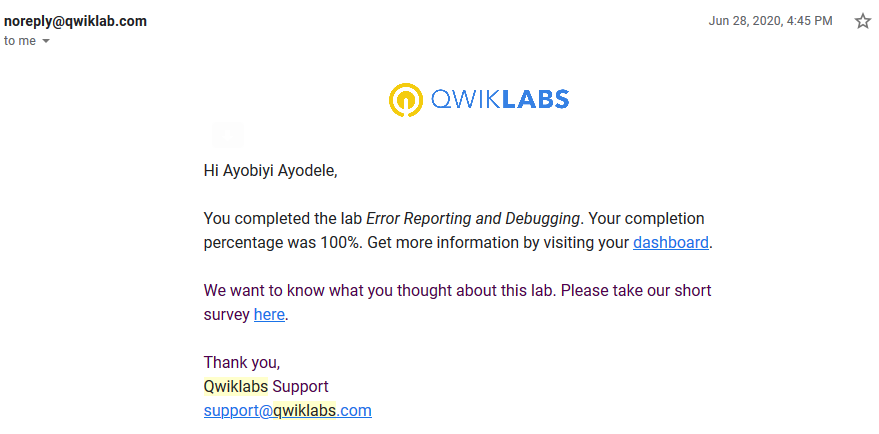 noreply@qwiklab.com
Jun 28, 2020, 4:45 PM
to me
QWIKLABS
Hi Ayobiyi Ayodele,
You completed the lab Error Reporting and Debugging. Your completion
percentage was 100%. Get more information by visiting your dashboard.
We want to know what you thought about this lab. Please take our short
survey here.
Thank you,
Qwiklabs Support
support@qwiklabs.com